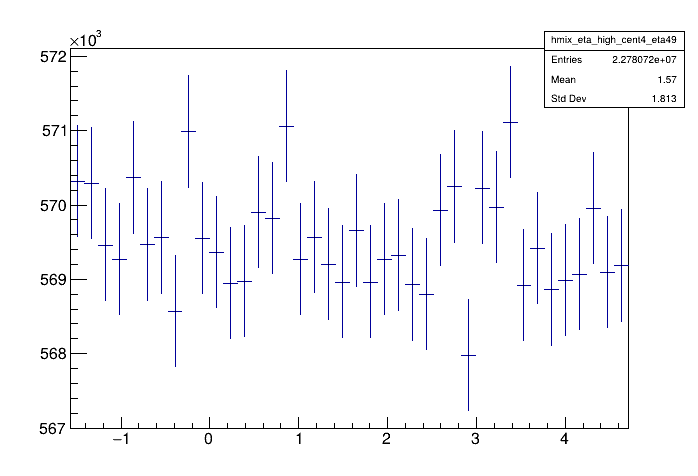 ×10³
hmix_eta_high_cent4_eta49
Entries 2.278072e+07
Mean 1.57
Std Dev 1.813
572
571
570
569
568
567
−1 0 1 2 3 4